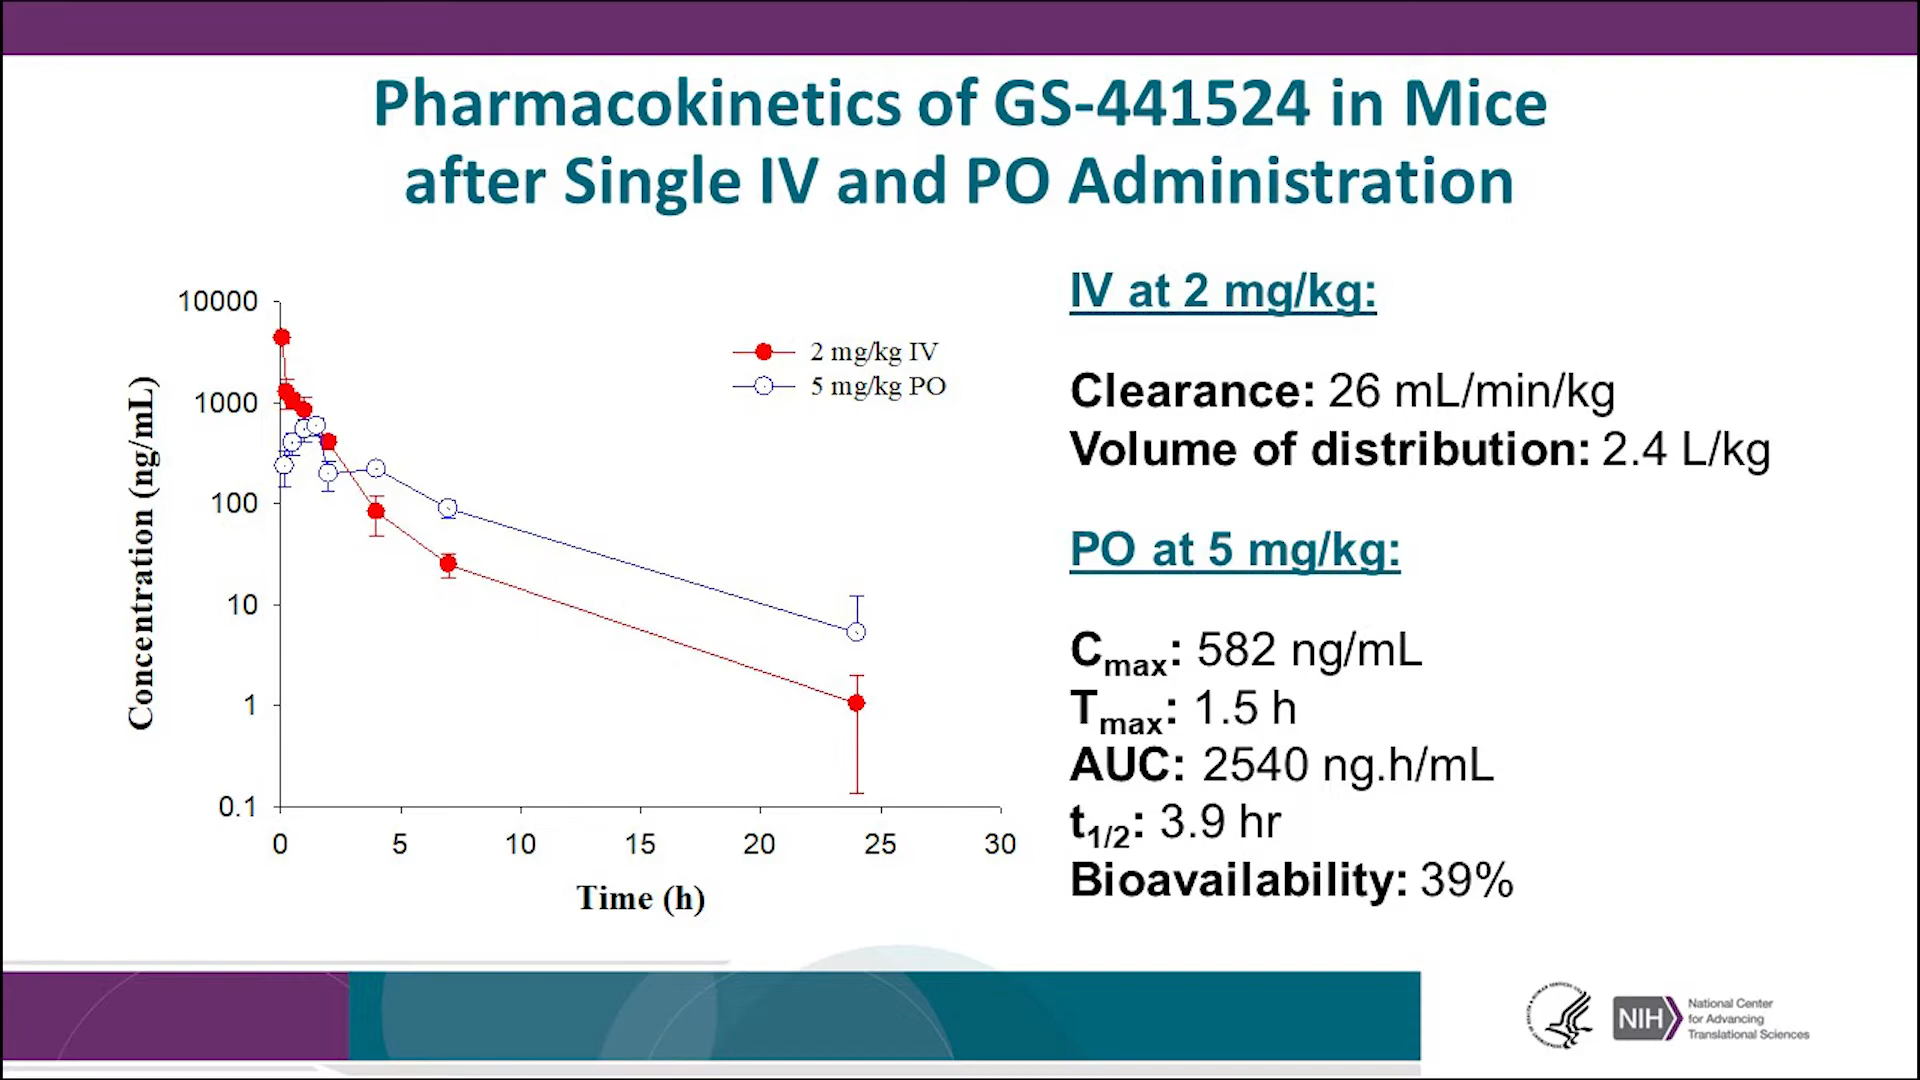 Pharmacokinetics of GS-441524 in Mice
after Single IV and PO Administration
10000
1000
100
10
1
0.1
Concentration (ng/mL)
2 mg/kg IV
5 mg/kg PO
0 5 10 15 20 25 30
Time (h)
IV at 2 mg/kg:
Clearance: 26 mL/min/kg
Volume of distribution: 2.4 L/kg
PO at 5 mg/kg:
Cmax: 582 ng/mL
Tmax: 1.5 h
AUC: 2540 ng.h/mL
t1/2: 3.9 hr
Bioavailability: 39%
NIH
National Center
for Advancing
Translational Sciences